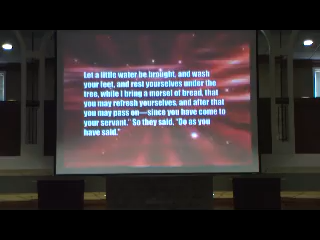 Let a little water be brought, and wash
your feet, and rest yourselves under the
tree, while I bring a morsel of bread, that
you may refresh yourselves, and after that
you may pass on—since you have come to
your servant." So they said, "Do as you
have said."